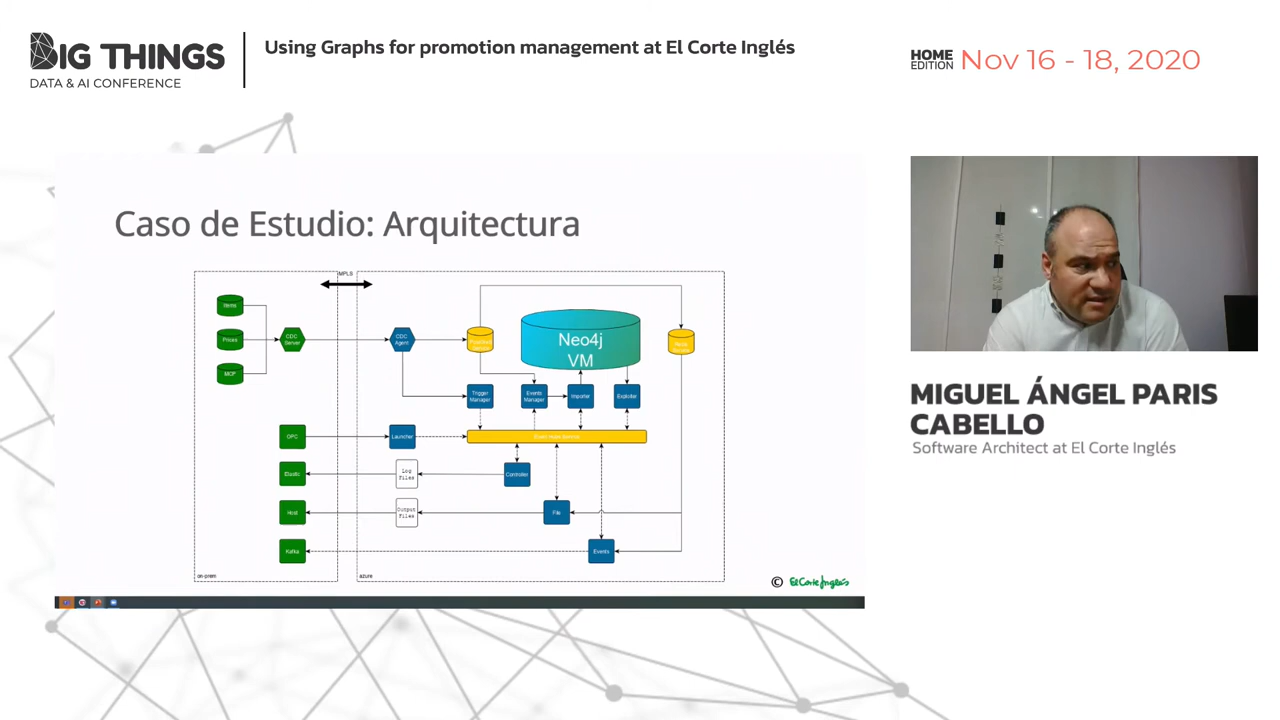 BIG THINGS
DATA & AI CONFERENCE
Using Graphs for promotion management at El Corte Inglés
HOME
EDITION
Nov 16 - 18, 2020
Caso de Estudio: Arquitectura
MPLS
Items
Prices
MCP
CDC
Server
CDC
Agent
Neo4j
VM
Trigger
Manager
Events
Manager
Importer
Exploiter
OPC
Launcher
Elastic
Log
Files
Controller
Host
Output
Files
File
Kafka
Events
on-prem
azure
© El Corte Inglés
MIGUEL ÁNGEL PARIS
CABELLO
Software Architect at El Corte Inglés